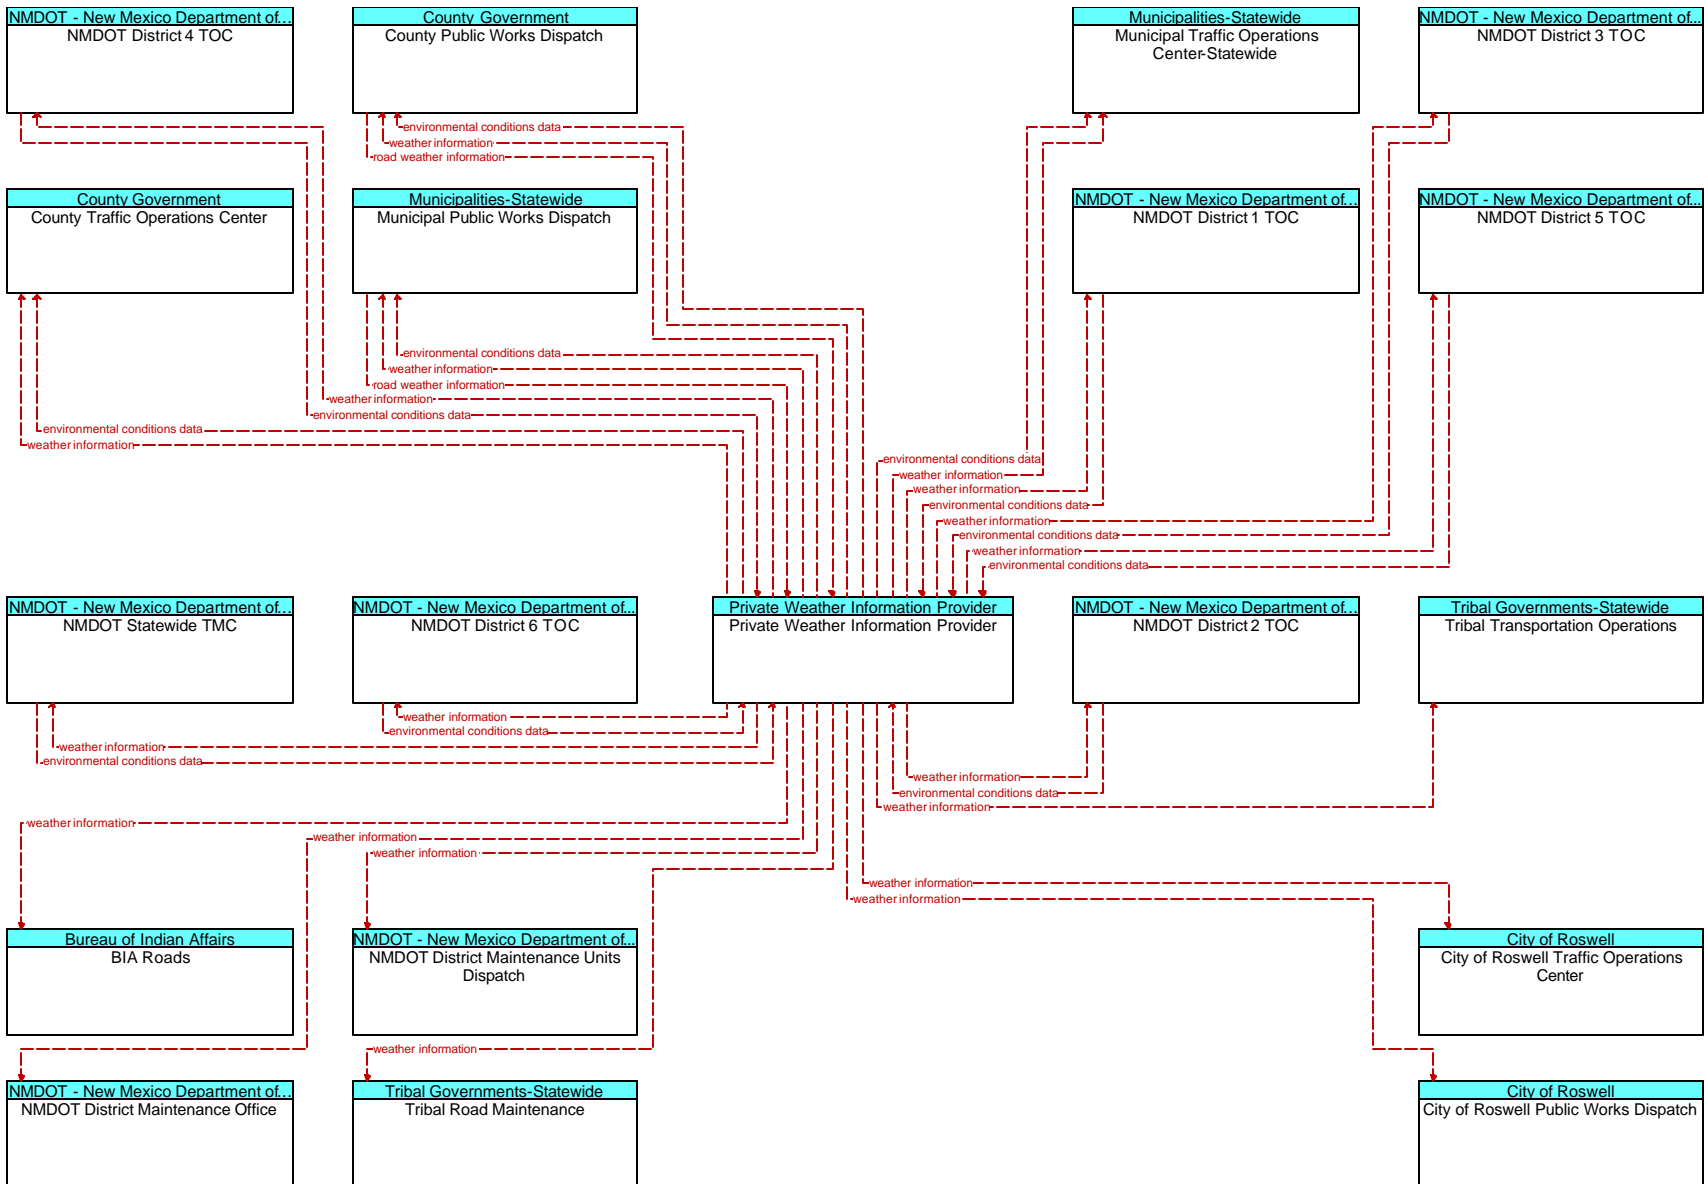 NMDOT - New Mexico Department of...
NMDOT District 4 TOC
County Government
County Public Works Dispatch
Municipalities-Statewide
Municipal Traffic Operations
Center-Statewide
NMDOT - New Mexico Department of...
NMDOT District 3 TOC
environmental conditions data
weather information
road weather information
County Government
County Traffic Operations Center
Municipalities-Statewide
Municipal Public Works Dispatch
NMDOT - New Mexico Department of...
NMDOT District 1 TOC
NMDOT - New Mexico Department of...
NMDOT District 5 TOC
environmental conditions data
weather information
road weather information
weather information
environmental conditions data
environmental conditions data
weather information
environmental conditions data
weather information
weather information
environmental conditions data
weather information
environmental conditions data
weather information
environmental conditions data
NMDOT - New Mexico Department of...
NMDOT Statewide TMC
NMDOT - New Mexico Department of...
NMDOT District 6 TOC
Private Weather Information Provider
Private Weather Information Provider
NMDOT - New Mexico Department of...
NMDOT District 2 TOC
Tribal Governments-Statewide
Tribal Transportation Operations
weather information
environmental conditions data
weather information
environmental conditions data
weather information
environmental conditions data
weather information
weather information
weather information
weather information
weather information
weather information
Bureau of Indian Affairs
BIA Roads
NMDOT - New Mexico Department of...
NMDOT District Maintenance Units
Dispatch
City of Roswell
City of Roswell Traffic Operations
Center
weather information
NMDOT - New Mexico Department of...
NMDOT District Maintenance Office
Tribal Governments-Statewide
Tribal Road Maintenance
City of Roswell
City of Roswell Public Works Dispatch